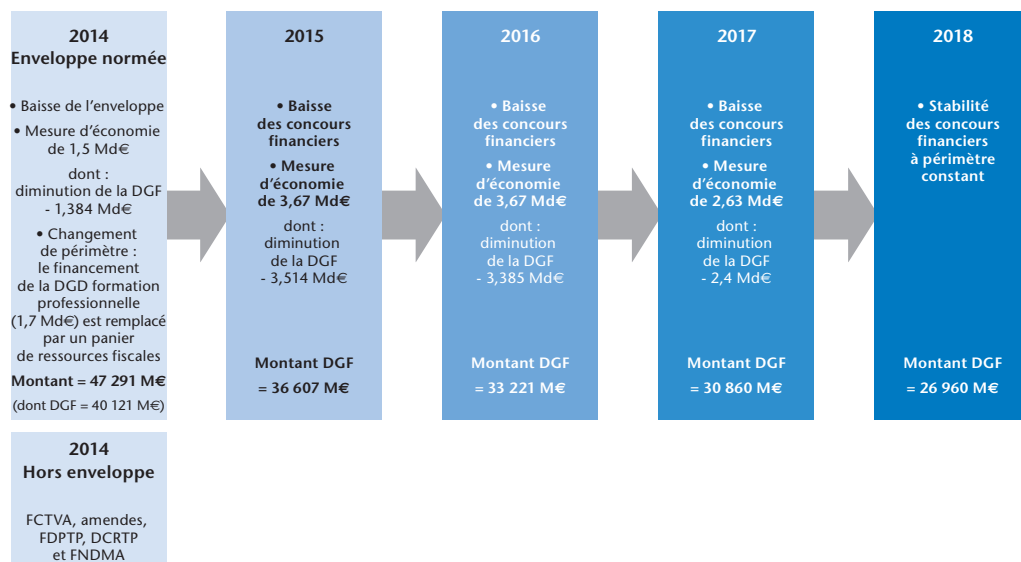 2014
Enveloppe normée
• Baisse de l’enveloppe
• Mesure d’économie
de 1,5 Md€
dont :
diminution de la DGF
- 1,384 Md€
• Changement
de périmètre :
le financement
de la DGD formation
professionnelle
(1,7 Md€) est remplacé
par un panier
de ressources fiscales
Montant = 47 291 M€
(dont DGF = 40 121 M€)
2014
Hors enveloppe
FCTVA, amendes,
FDPTP, DCRTP
et FNDMA
2015
• Baisse
des concours
financiers
• Mesure
d’économie
de 3,67 Md€
dont :
diminution
de la DGF
- 3,514 Md€
Montant DGF
= 36 607 M€
2016
• Baisse
des concours
financiers
• Mesure
d’économie
de 3,67 Md€
dont :
diminution
de la DGF
- 3,385 Md€
Montant DGF
= 33 221 M€
2017
• Baisse
des concours
financiers
• Mesure
d’économie
de 2,63 Md€
dont :
diminution
de la DGF
- 2,4 Md€
Montant DGF
= 30 860 M€
2018
• Stabilité
des concours
financiers
à périmètre
constant
Montant DGF
= 26 960 M€